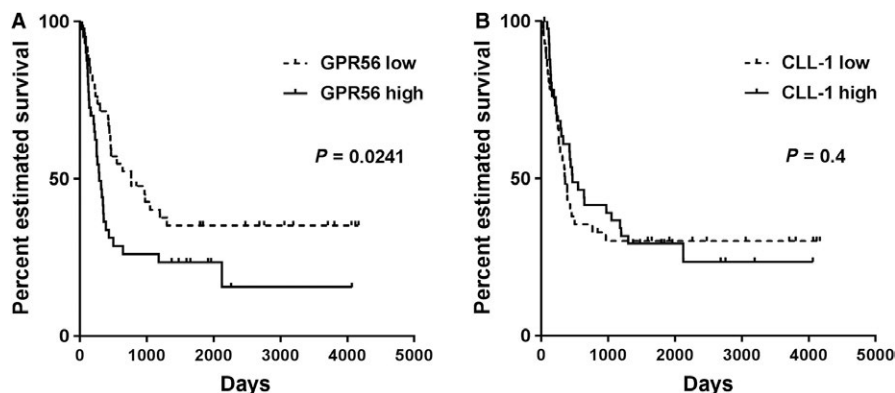 A
Percent estimated survival
100
50
0
GPR56 low
GPR56 high
P = 0.0241
0 1000 2000 3000 4000 5000
Days
B
Percent estimated survival
100
50
0
CLL-1 low
CLL-1 high
P = 0.4
0 1000 2000 3000 4000 5000
Days